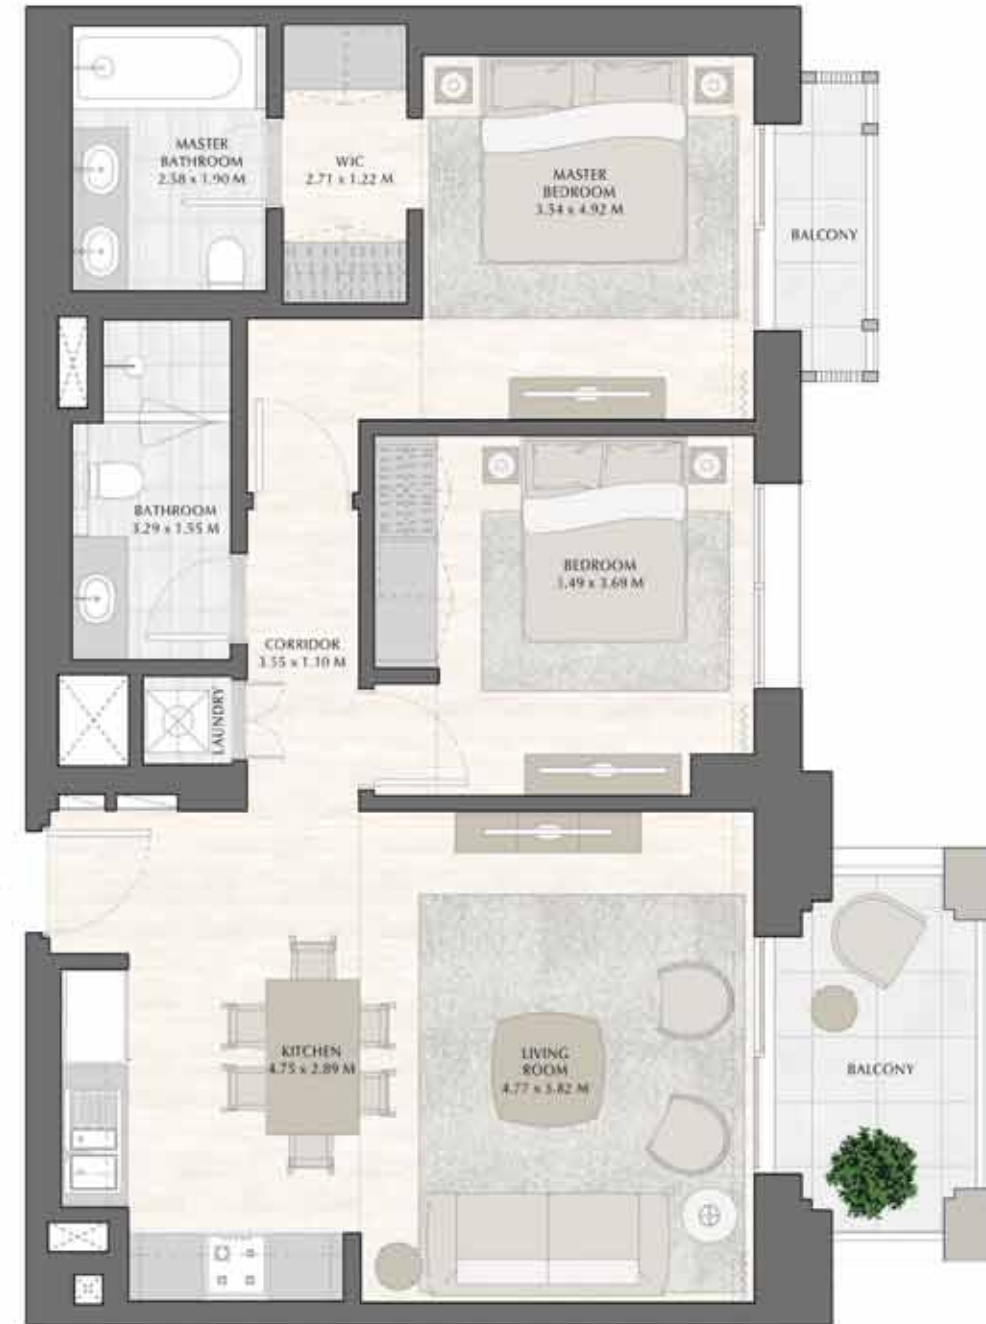 MASTER
BATHROOM
2.58 x 1.90 M
WIC
2.71 x 1.22 M
MASTER
BEDROOM
3.54 x 4.92 M
BALCONY
BATHROOM
3.29 x 1.55 M
BEDROOM
3.49 x 3.69 M
CORRIDOR
3.55 x 1.10 M
LAUNDRY
KITCHEN
4.75 x 2.89 M
LIVING
ROOM
4.77 x 3.82 M
BALCONY